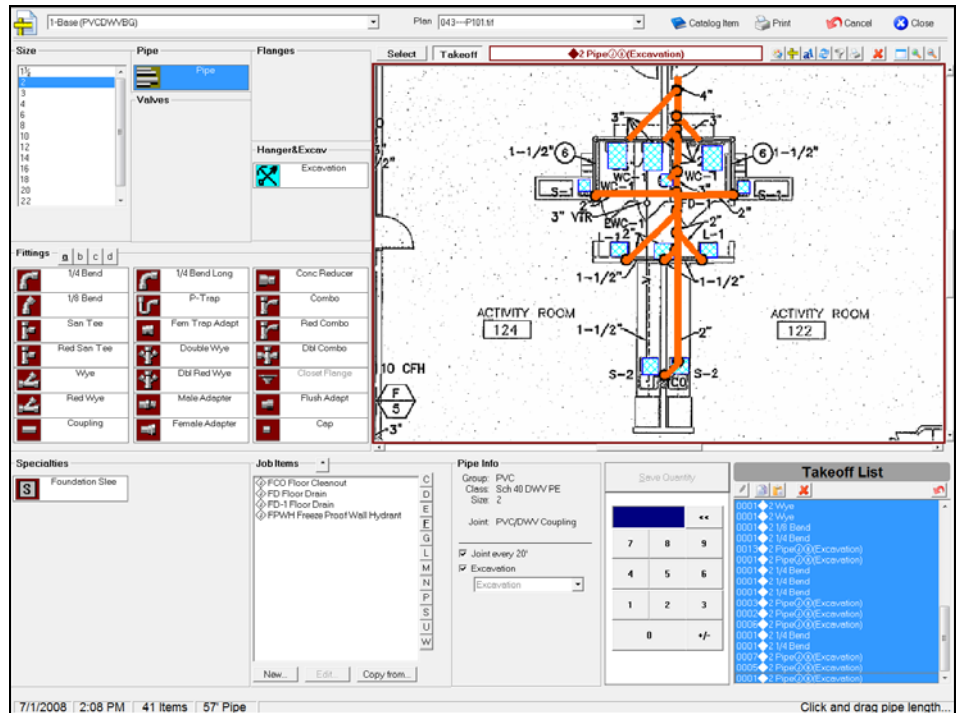 1-Base (PVCDWVBG)
Plan 043---P101.tif
Catalog Item
Print
Cancel
Close
Size
Pipe
Flanges
Select
Takeoff
2 Pipe (Excavation)
1½
2
3
4
6
8
10
12
14
16
18
20
22
Pipe
Valves
Hanger&Excav
Excavation
4"
3"
3"
1-1/2"
6
6
1-1/2"
WC-1
WC-1
WC-1
S-1
S-1
2"
3"
FD-1
2"
3" VTR
EWC-1
2"
2"
L-1
L-1
1-1/2"
1-1/2"
ACTIVITY ROOM
124
ACTIVITY ROOM
122
1-1/2"
2"
10 CFH
S-2
S-2
CO
F
5
3"
Fittings
a b c d
1/4 Bend
1/4 Bend Long
Conc Reducer
1/8 Bend
P-Trap
Combo
San Tee
Fem Trap Adapt
Red Combo
Red San Tee
Double Wye
Dbl Combo
Wye
Dbl Red Wye
Closet Flange
Red Wye
Male Adapter
Flush Adapt
Coupling
Female Adapter
Cap
Specialties
S Foundation Slee
Job Items
FCO Floor Cleanout
FD Floor Drain
FD-1 Floor Drain
FPWH Freeze Proof Wall Hydrant
C
D
E
F
G
L
M
N
P
S
U
W
New...
Edit...
Copy from...
Pipe Info
Group: PVC
Class: Sch 40 DWV PE
Size: 2
Joint: PVC/DWV Coupling
Joint every 20'
Excavation
Excavation
Save Quantity
<<
7 8 9
4 5 6
1 2 3
0 +/-
Takeoff List
0001 2 Wye
0001 2 Wye
0001 2 1/8 Bend
0001 2 1/4 Bend
0013 2 Pipe (Excavation)
0001 2 Pipe (Excavation)
0001 2 1/4 Bend
0001 2 1/4 Bend
0001 2 1/4 Bend
0003 2 Pipe (Excavation)
0002 2 Pipe (Excavation)
0006 2 Pipe (Excavation)
0001 2 1/4 Bend
0001 2 1/4 Bend
0007 2 Pipe (Excavation)
0005 2 Pipe (Excavation)
0001 2 Pipe (Excavation)
7/1/2008
2:08 PM
41 Items
57' Pipe
Click and drag pipe length...